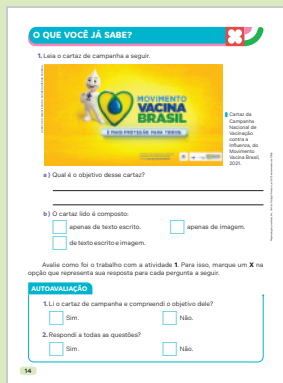 O QUE VOCÊ JÁ SABE?
1. Leia o cartaz de campanha a seguir.
MOVIMENTO
VACINA
BRASIL
É MAIS PROTEÇÃO PARA TODOS.
Cartaz da
Campanha
Nacional de
Vacinação
contra a
Influenza, do
Movimento
Vacina Brasil,
2021.
a) Qual é o objetivo desse cartaz?
b) O cartaz lido é composto:
apenas de texto escrito.
apenas de imagem.
de texto escrito e imagem.
Avalie como foi o trabalho com a atividade 1. Para isso, marque um X na
opção que representa sua resposta para cada pergunta a seguir.
AUTOAVALIAÇÃO
1. Li o cartaz de campanha e compreendi o objetivo dele?
Sim.
Não.
2. Respondi a todas as questões?
Sim.
Não.
14